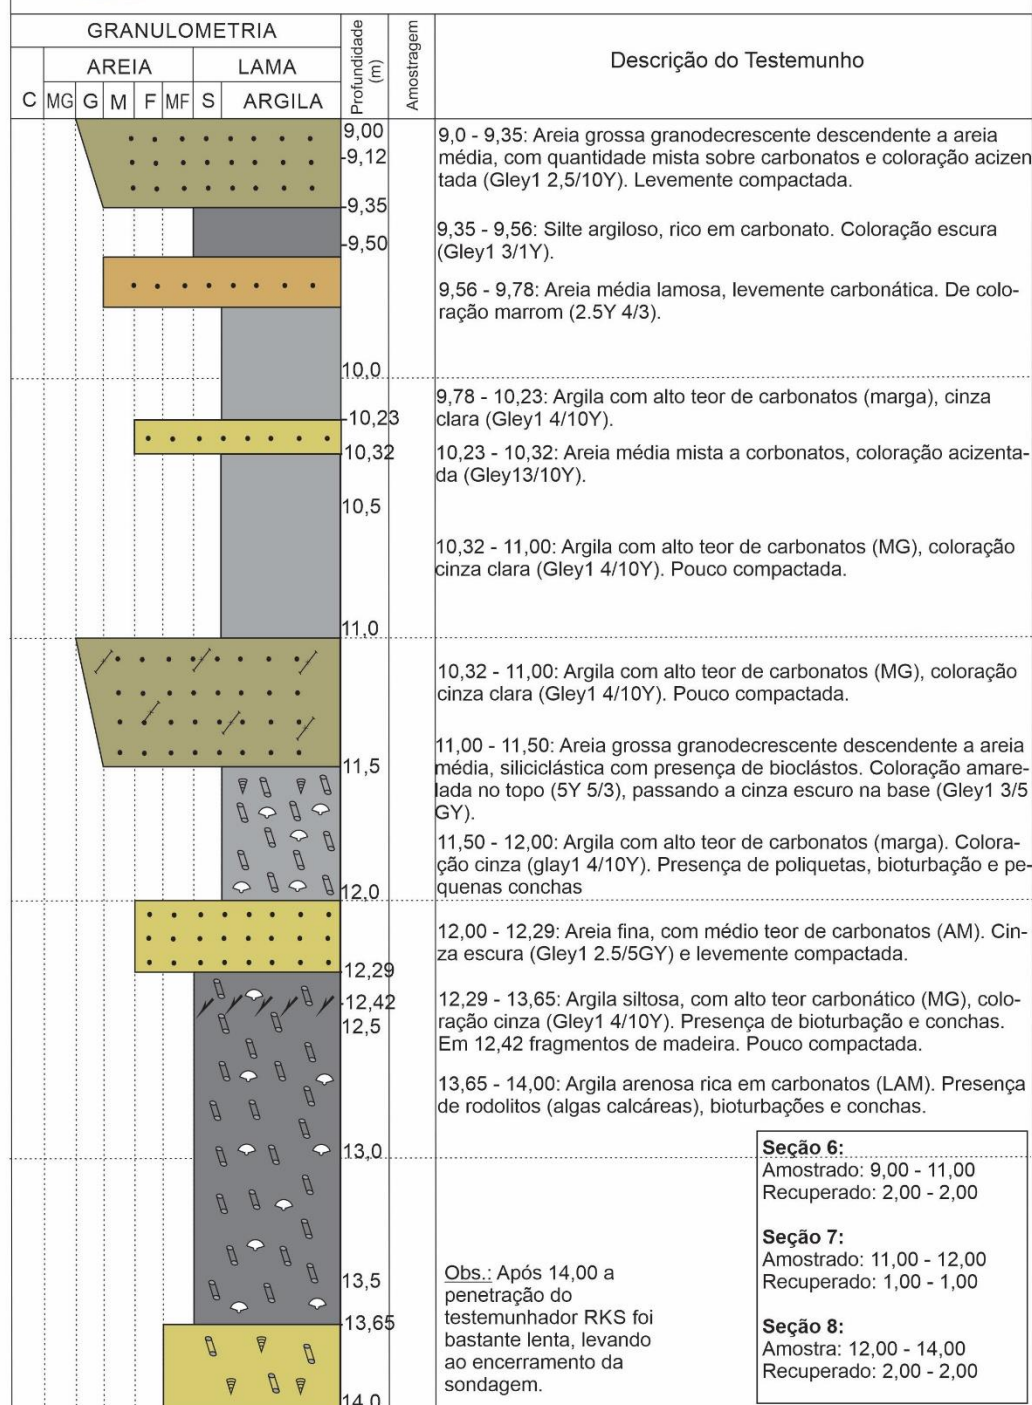 GRANULOMETRIA
AREIA
LAMA
C
MG
G
M
F
MF
S
ARGILA
Profundidade
(m)
Amostragem
Descrição do Testemunho
9,00
9,12
9,35
9,50
10,0
10,23
10,32
10,5
11,0
11,5
12,0
12,29
12,42
12,5
13,0
13,5
13,65
14,0
9,0 - 9,35: Areia grossa granodecrescente descendente a areia
média, com quantidade mista sobre carbonatos e coloração acizen
tada (Gley1 2,5/10Y). Levemente compactada.
9,35 - 9,56: Silte argiloso, rico em carbonato. Coloração escura
(Gley1 3/1Y).
9,56 - 9,78: Areia média lamosa, levemente carbonática. De colo-
ração marrom (2.5Y 4/3).
9,78 - 10,23: Argila com alto teor de carbonatos (marga), cinza
clara (Gley1 4/10Y).
10,23 - 10,32: Areia média mista a corbonatos, coloração acizenta-
da (Gley13/10Y).
10,32 - 11,00: Argila com alto teor de carbonatos (MG), coloração
cinza clara (Gley1 4/10Y). Pouco compactada.
10,32 - 11,00: Argila com alto teor de carbonatos (MG), coloração
cinza clara (Gley1 4/10Y). Pouco compactada.
11,00 - 11,50: Areia grossa granodecrescente descendente a areia
média, siliciclástica com presença de bioclástos. Coloração amare-
lada no topo (5Y 5/3), passando a cinza escuro na base (Gley1 3/5
GY).
11,50 - 12,00: Argila com alto teor de carbonatos (marga). Colora-
ção cinza (glay1 4/10Y). Presença de poliquetas, bioturbação e pe-
quenas conchas
12,00 - 12,29: Areia fina, com médio teor de carbonatos (AM). Cin-
za escura (Gley1 2.5/5GY) e levemente compactada.
12,29 - 13,65: Argila siltosa, com alto teor carbonático (MG), colo-
ração cinza (Gley1 4/10Y). Presença de bioturbação e conchas.
Em 12,42 fragmentos de madeira. Pouco compactada.
13,65 - 14,00: Argila arenosa rica em carbonatos (LAM). Presença
de rodolitos (algas calcáreas), bioturbações e conchas.
Obs.: Após 14,00 a
penetração do
testemunhador RKS foi
bastante lenta, levando
ao encerramento da
sondagem.
Seção 6:
Amostrado: 9,00 - 11,00
Recuperado: 2,00 - 2,00
Seção 7:
Amostrado: 11,00 - 12,00
Recuperado: 1,00 - 1,00
Seção 8:
Amostra: 12,00 - 14,00
Recuperado: 2,00 - 2,00